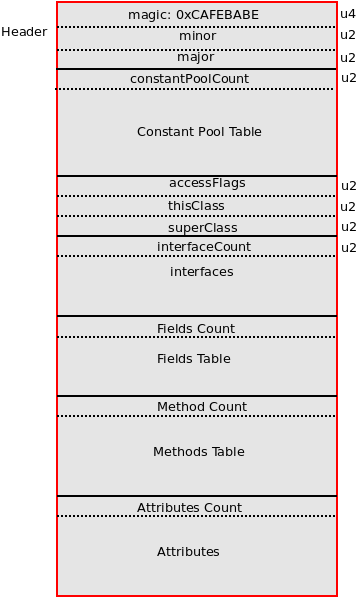 magic: 0xCAFEBABE u4
Header minor u2
major u2
constantPoolCount u2
Constant Pool Table
accessFlags u2
thisClass u2
superClass u2
interfaceCount u2
interfaces
Fields Count
Fields Table
Method Count
Methods Table
Attributes Count
Attributes